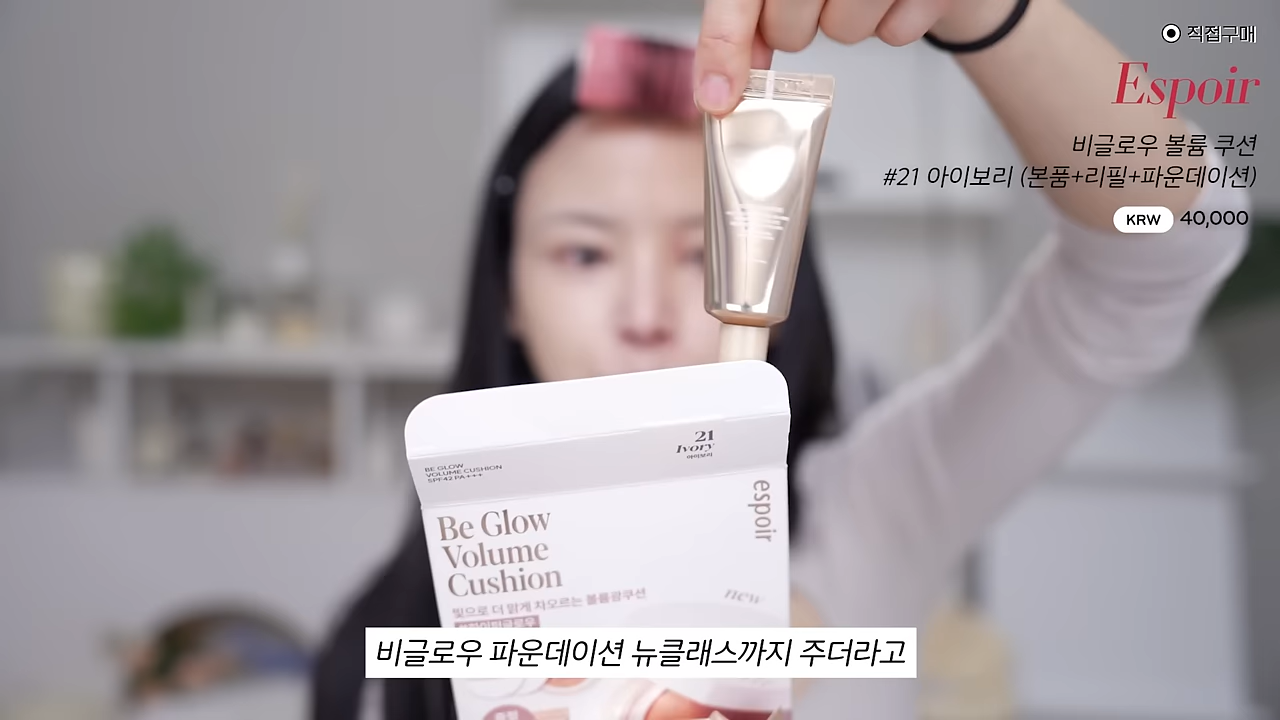 직접구매
Espoir
비글로우 볼륨 쿠션
#21 아이보리 (본품+리필+파운데이션)
KRW 40,000
21
Ivory
아이보리
BE GLOW
VOLUME CUSHION
SPF42 PA+++
espoir
Be Glow
Volume
Cushion
빛으로 더 맑게 차오르는 볼륨광쿠션
new
비글로우 파운데이션 뉴클래스까지 주더라고